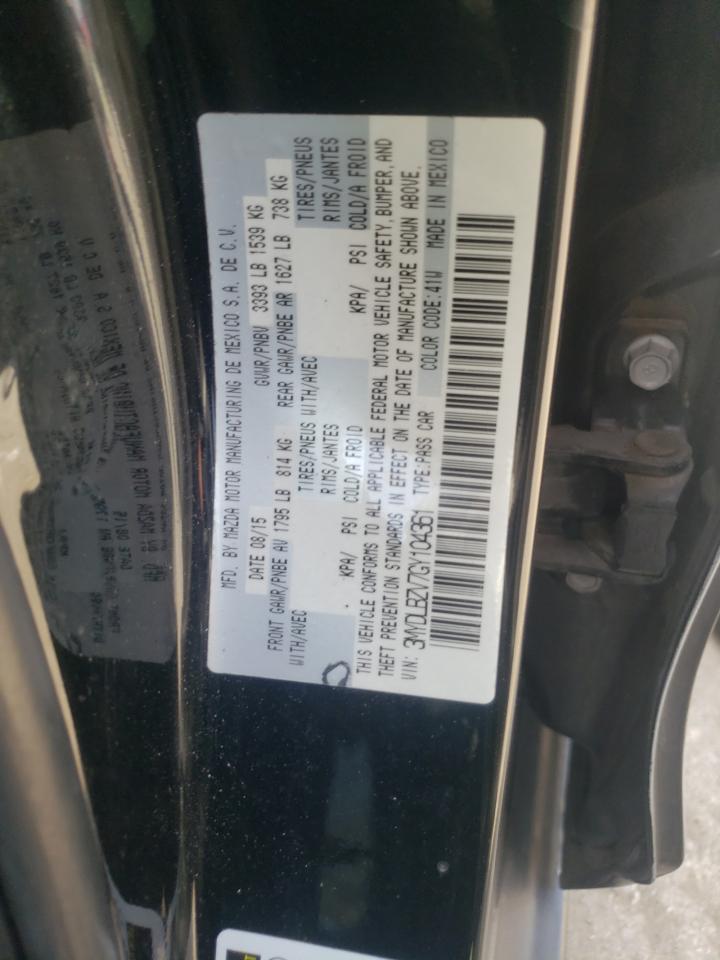 MFD. BY MAZDA MOTOR MANUFACTURING DE MEXICO S.A. DE C.V.
DATE 08/15 GVWR/PNBV 3393 LB 1539 KG
FRONT GAWR/PNBE AV 1795 LB 814 KG REAR GAWR/PNBE AR 1627 LB 738 KG
WITH/AVEC TIRES/PNEUS WITH/AVEC TIRES/PNEUS
RIMS/JANTES RIMS/JANTES
KPA/ PSI COLD/A FROID KPA/ PSI COLD/A FROID
THIS VEHICLE CONFORMS TO ALL APPLICABLE FEDERAL MOTOR VEHICLE SAFETY, BUMPER, AND
THEFT PREVENTION STANDARDS IN EFFECT ON THE DATE OF MANUFACTURE SHOWN ABOVE.
VIN: 3MYDLBZV7GY104361 TYPE:PASS CAR COLOR CODE:41W MADE IN MEXICO